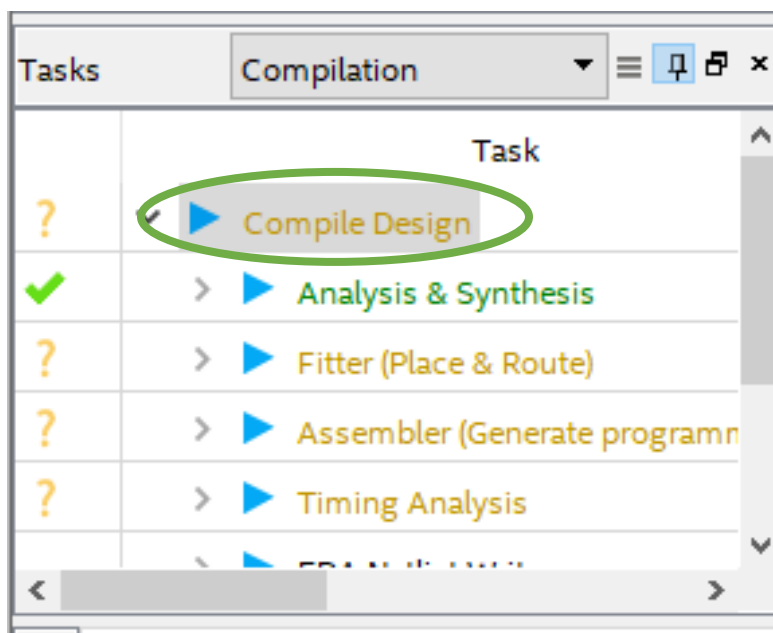 Tasks
Compilation
Task
? Compile Design
Analysis & Synthesis
? Fitter (Place & Route)
? Assembler (Generate programm
? Timing Analysis